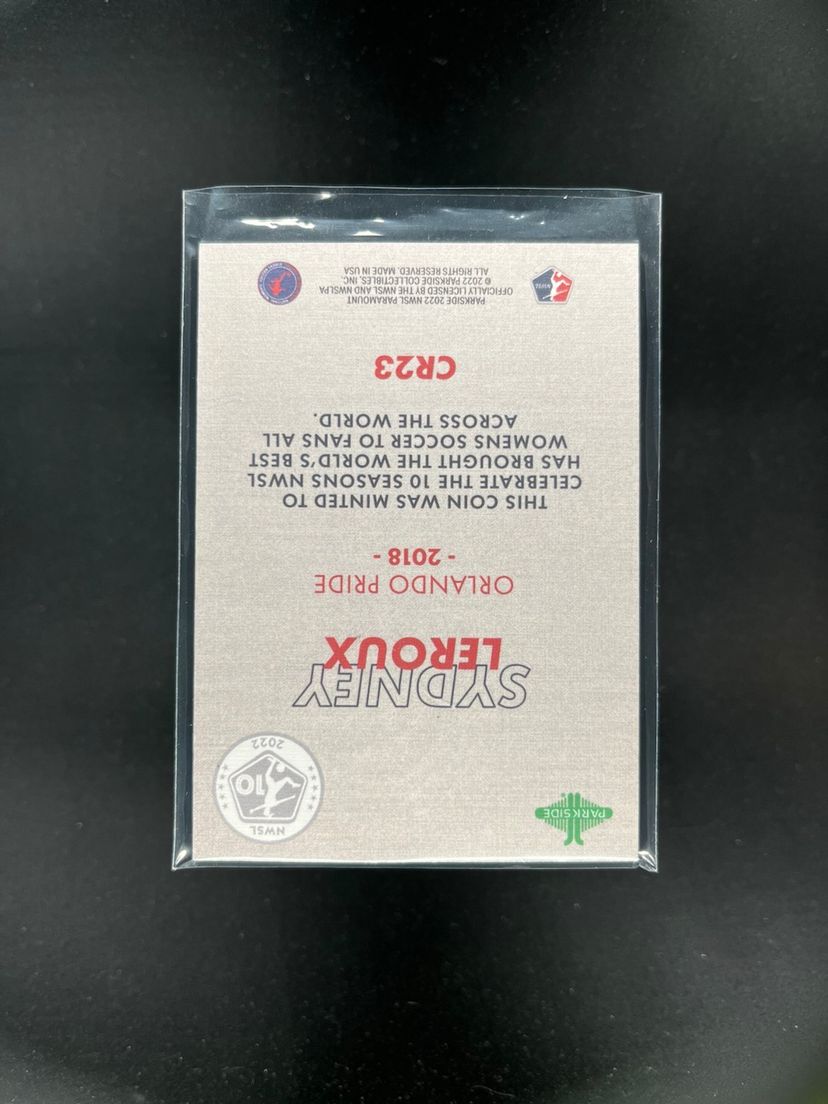 PARKSIDE
NWSL
10
2022
SYDNEY
LEROUX
ORLANDO PRIDE
- 2018 -
THIS COIN WAS MINTED TO
CELEBRATE THE 10 SEASONS NWSL
HAS BROUGHT THE WORLD'S BEST
WOMENS SOCCER TO FANS ALL
ACROSS THE WORLD.
CR23
NWSL
PARKSIDE 2022 NWSL PARAMOUNT
OFFICIALLY LICENSED BY THE NWSL AND NWSLPA
© 2022 PARKSIDE COLLECTIBLES, INC.
ALL RIGHTS RESERVED. MADE IN USA